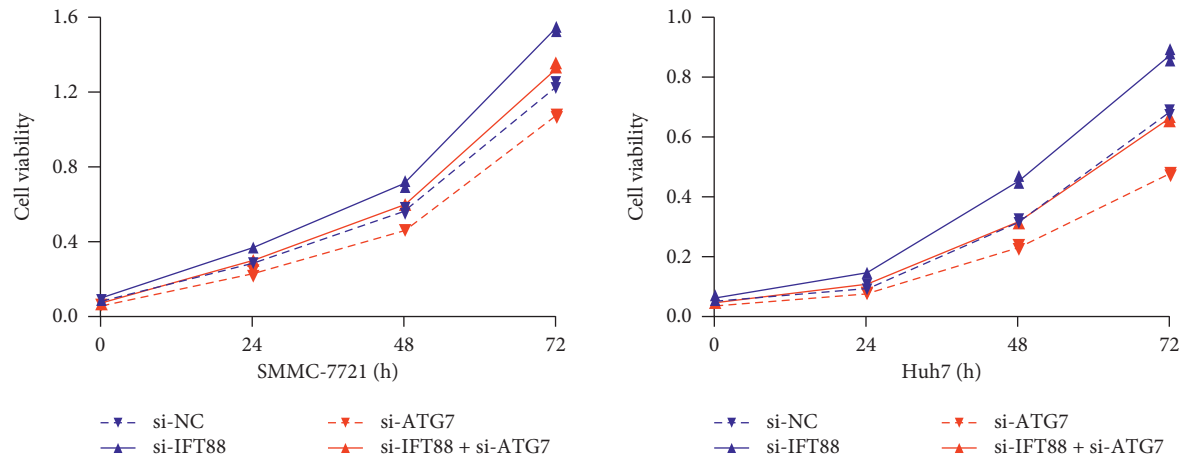 Cell viability
1.6
1.2
0.8
0.4
0.0
0 24 48 72
SMMC-7721 (h)
si-NC si-ATG7
si-IFT88 si-IFT88 + si-ATG7
Cell viability
1.0
0.8
0.6
0.4
0.2
0.0
0 24 48 72
Huh7 (h)
si-NC si-ATG7
si-IFT88 si-IFT88 + si-ATG7